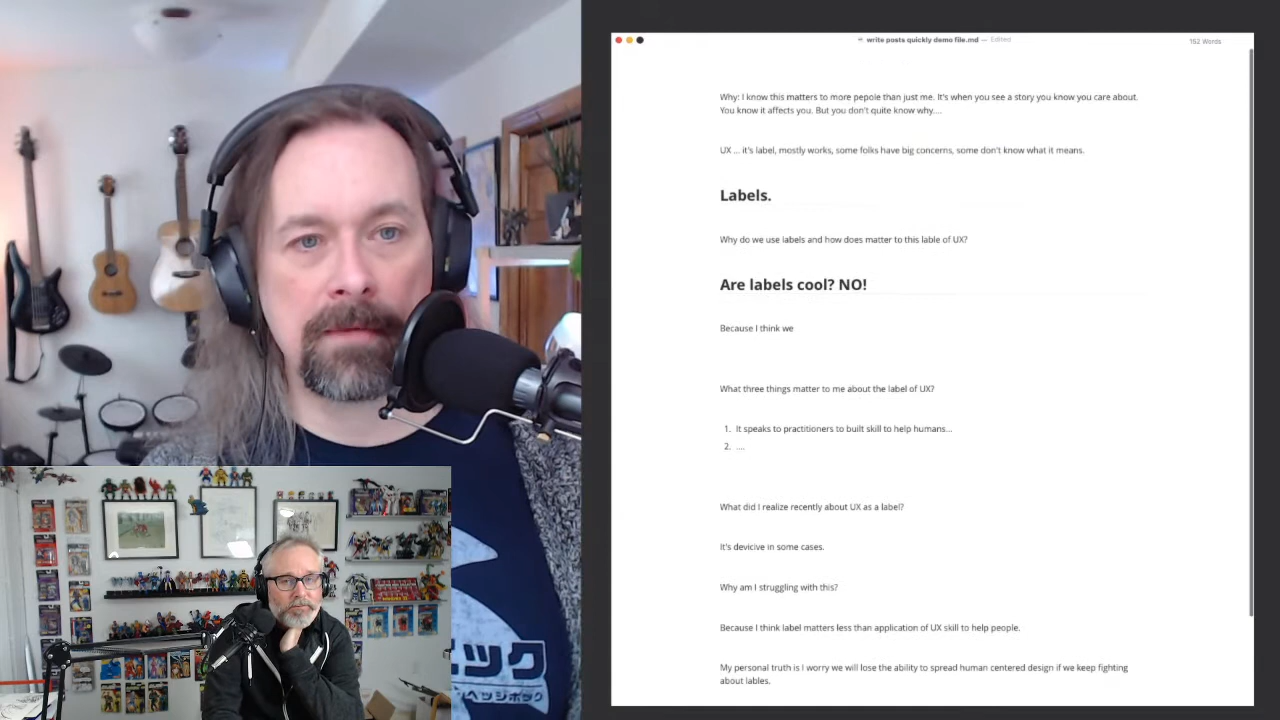 write posts quickly demo file.md — Edited
152 Words
Why: I know this matters to more pepole than just me. It's when you see a story you know you care about.
You know it affects you. But you don't quite know why....
UX ... it's label, mostly works, some folks have big concerns, some don't know what it means.
Labels.
Why do we use labels and how does matter to this lable of UX?
Are labels cool? NO!
Because I think we
What three things matter to me about the label of UX?
1. It speaks to practitioners to built skill to help humans...
2. ....
What did I realize recently about UX as a label?
It's devicive in some cases.
Why am I struggling with this?
Because I think label matters less than application of UX skill to help people.
My personal truth is I worry we will lose the ability to spread human centered design if we keep fighting
about lables.